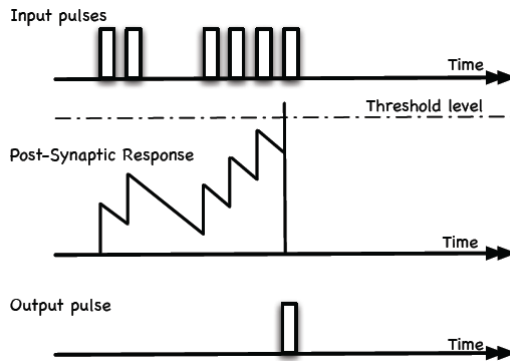 Input pulses
Time
Threshold level
Post-Synaptic Response
Time
Output pulse
Time